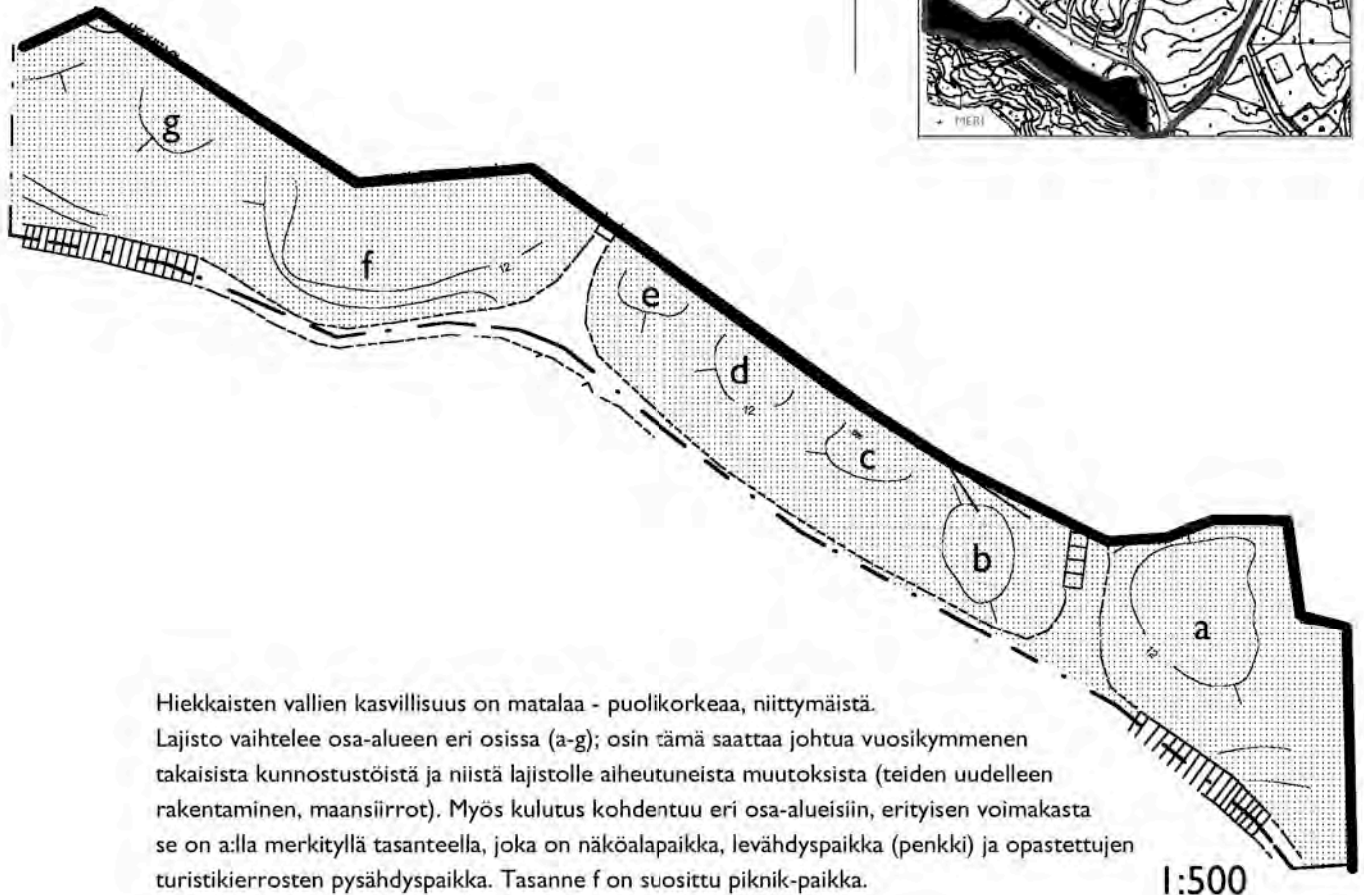 MERI
g
f
12
e
d
12
c
b
a
12
Hiekkaisten vallien kasvillisuus on matalaa - puolikorkeaa, niittymäistä.
Lajisto vaihtelee osa-alueen eri osissa (a-g); osin tämä saattaa johtua vuosikymmenen
takaisista kunnostustöistä ja niistä lajistolle aiheutuneista muutoksista (teiden uudelleen
rakentaminen, maansiirrot). Myös kulutus kohdentuu eri osa-alueisiin, erityisen voimakasta
se on a:lla merkityllä tasanteella, joka on näköalapaikka, levähdyspaikka (penkki) ja opastettujen
turistikierrosten pysähdyspaikka. Tasanne f on suosittu piknik-paikka.
1:500